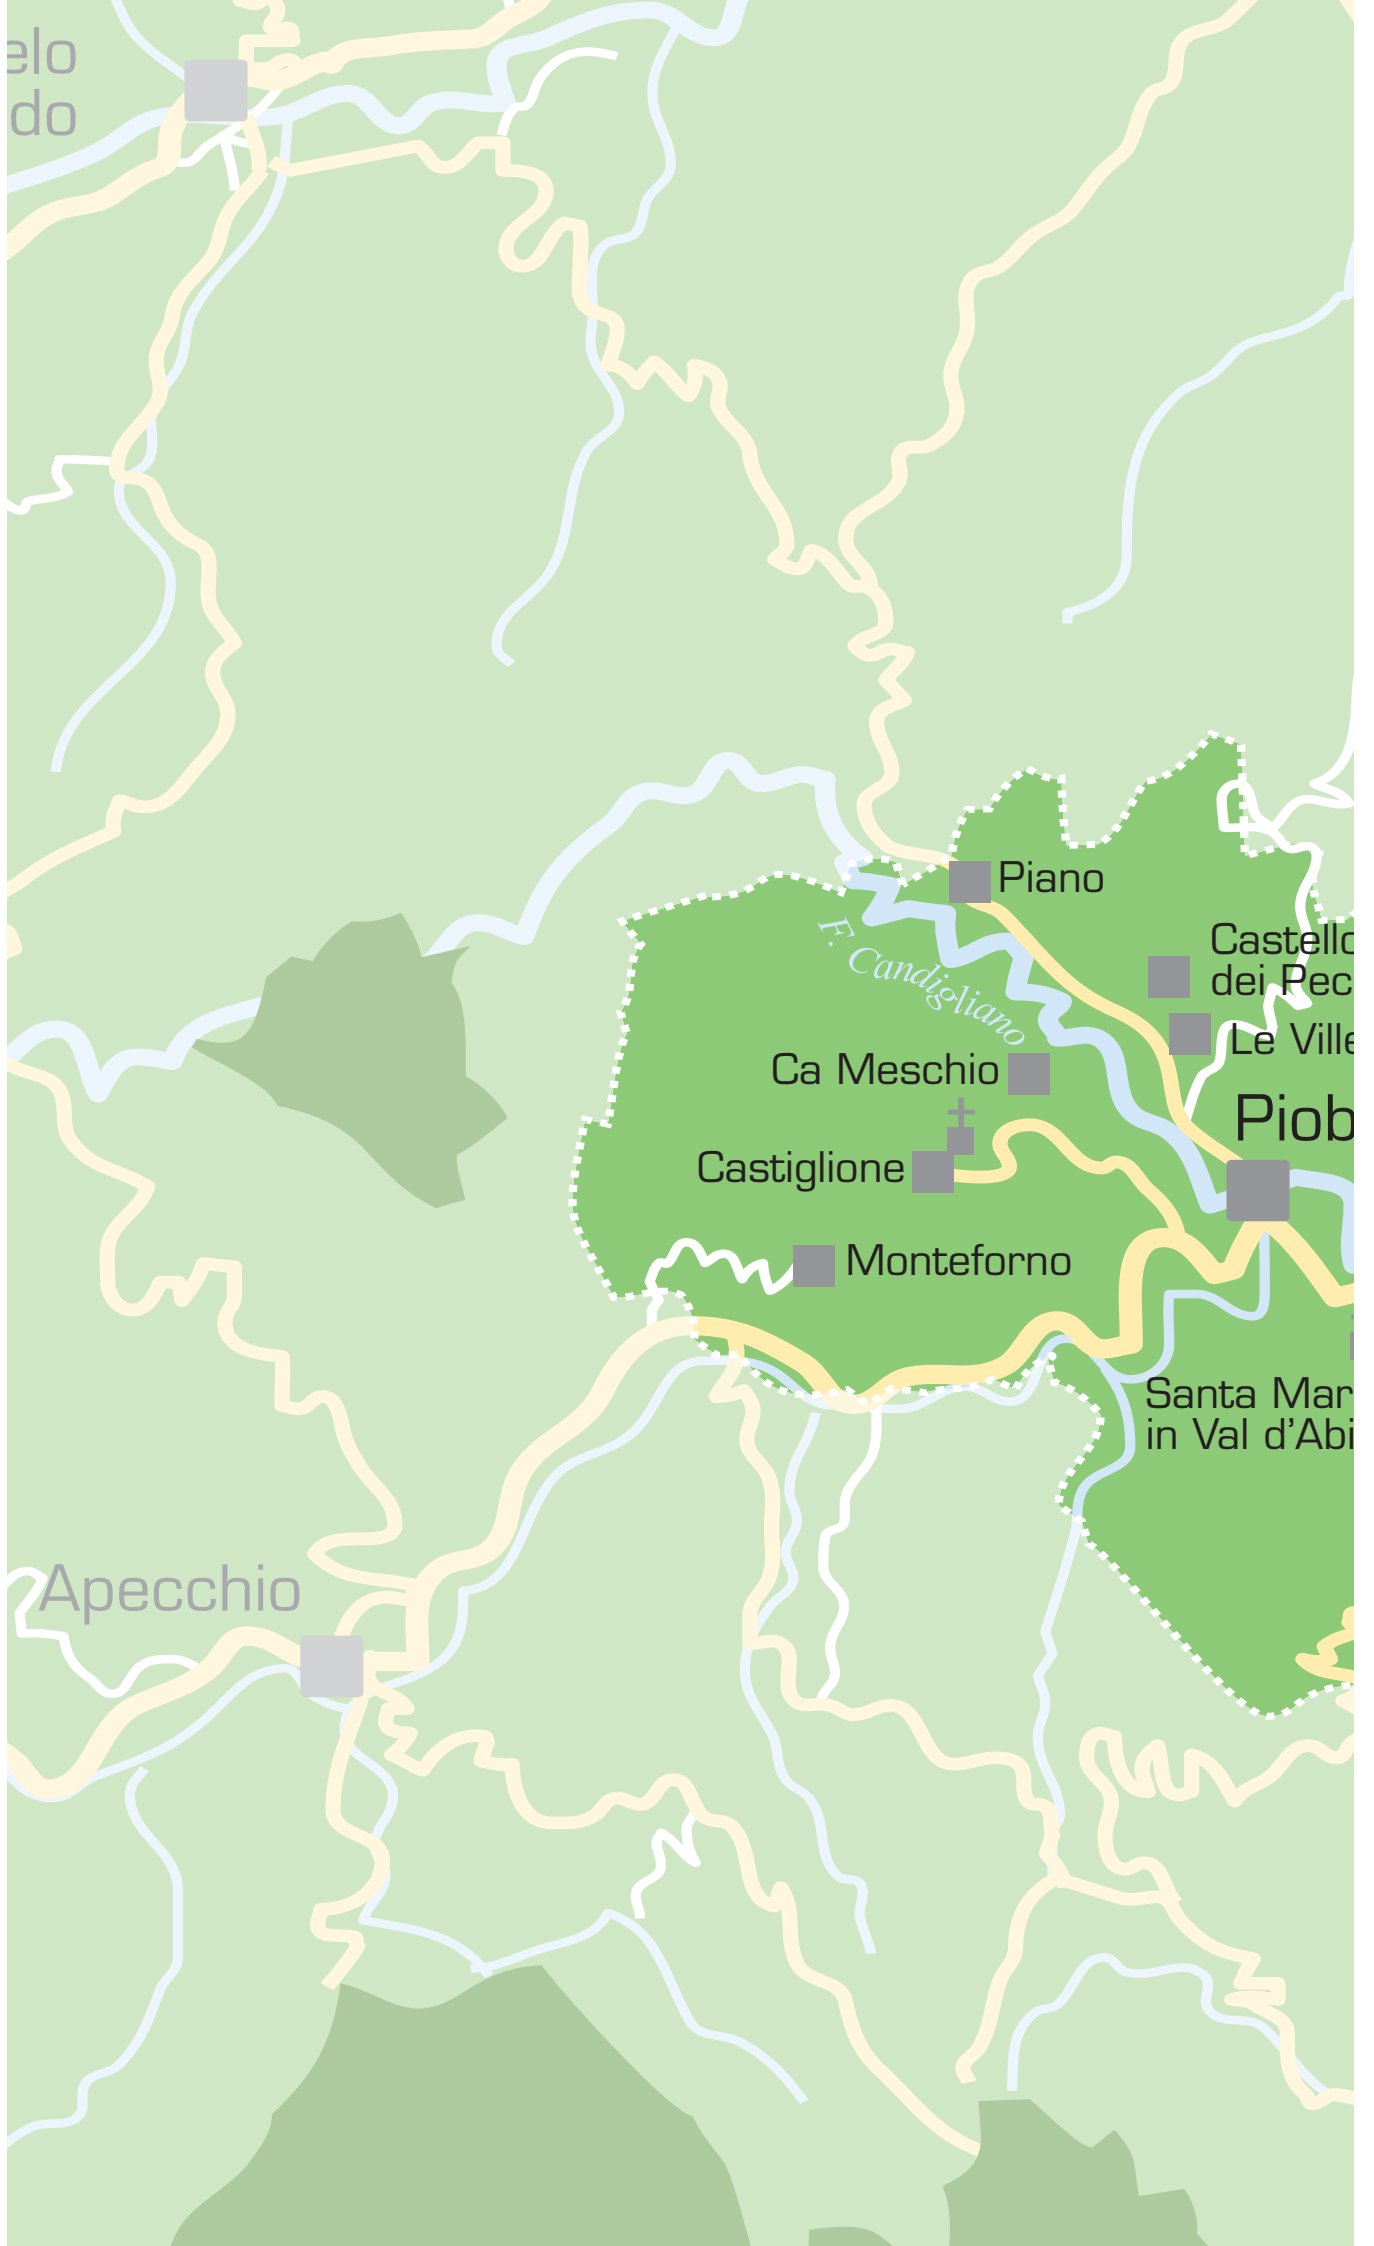 elo
do
Piano
F. Candigliano
Castello
dei Pec
Le Ville
Ca Meschio
Piob
Castiglione
Monteforno
Santa Mar
in Val d'Abi
Apecchio